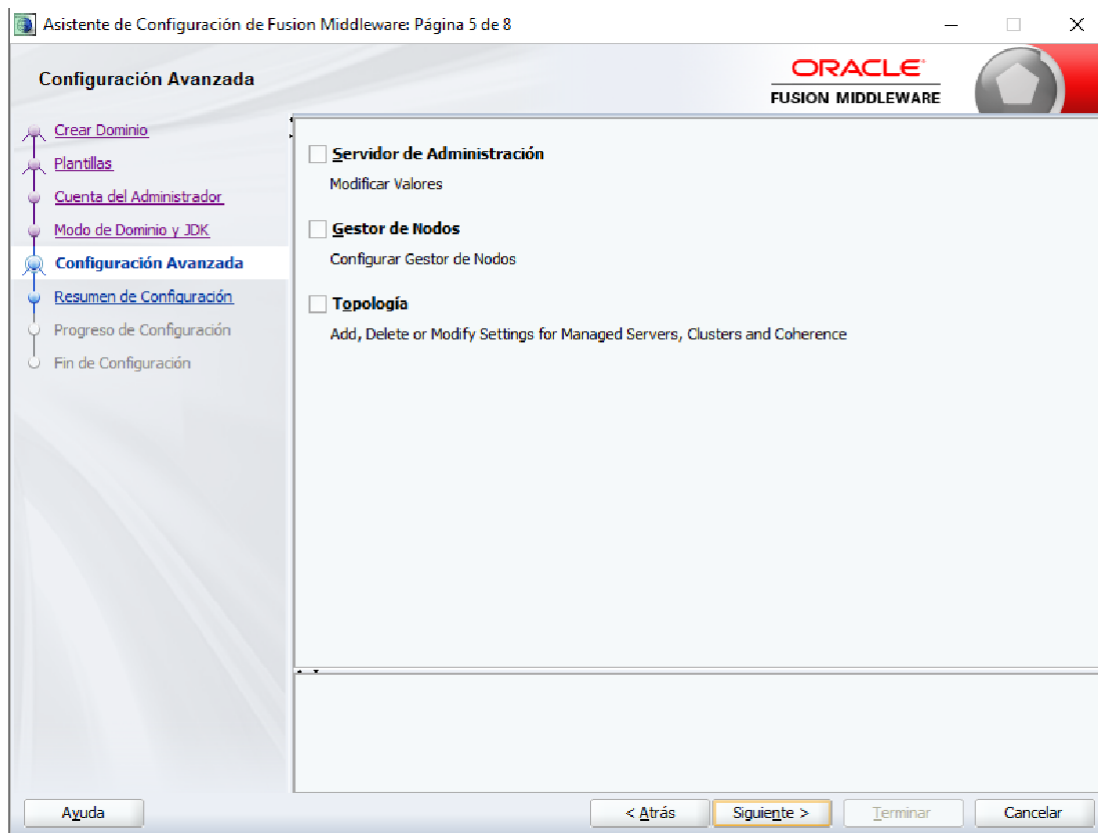 Asistente de Configuración de Fusion Middleware: Página 5 de 8
Configuración Avanzada
ORACLE
FUSION MIDDLEWARE
Crear Dominio
Plantillas
Cuenta del Administrador
Modo de Dominio y JDK
Configuración Avanzada
Resumen de Configuración
Progreso de Configuración
Fin de Configuración
Servidor de Administración
Modificar Valores
Gestor de Nodos
Configurar Gestor de Nodos
Topología
Add, Delete or Modify Settings for Managed Servers, Clusters and Coherence
Ayuda
< Atrás
Siguiente >
Terminar
Cancelar